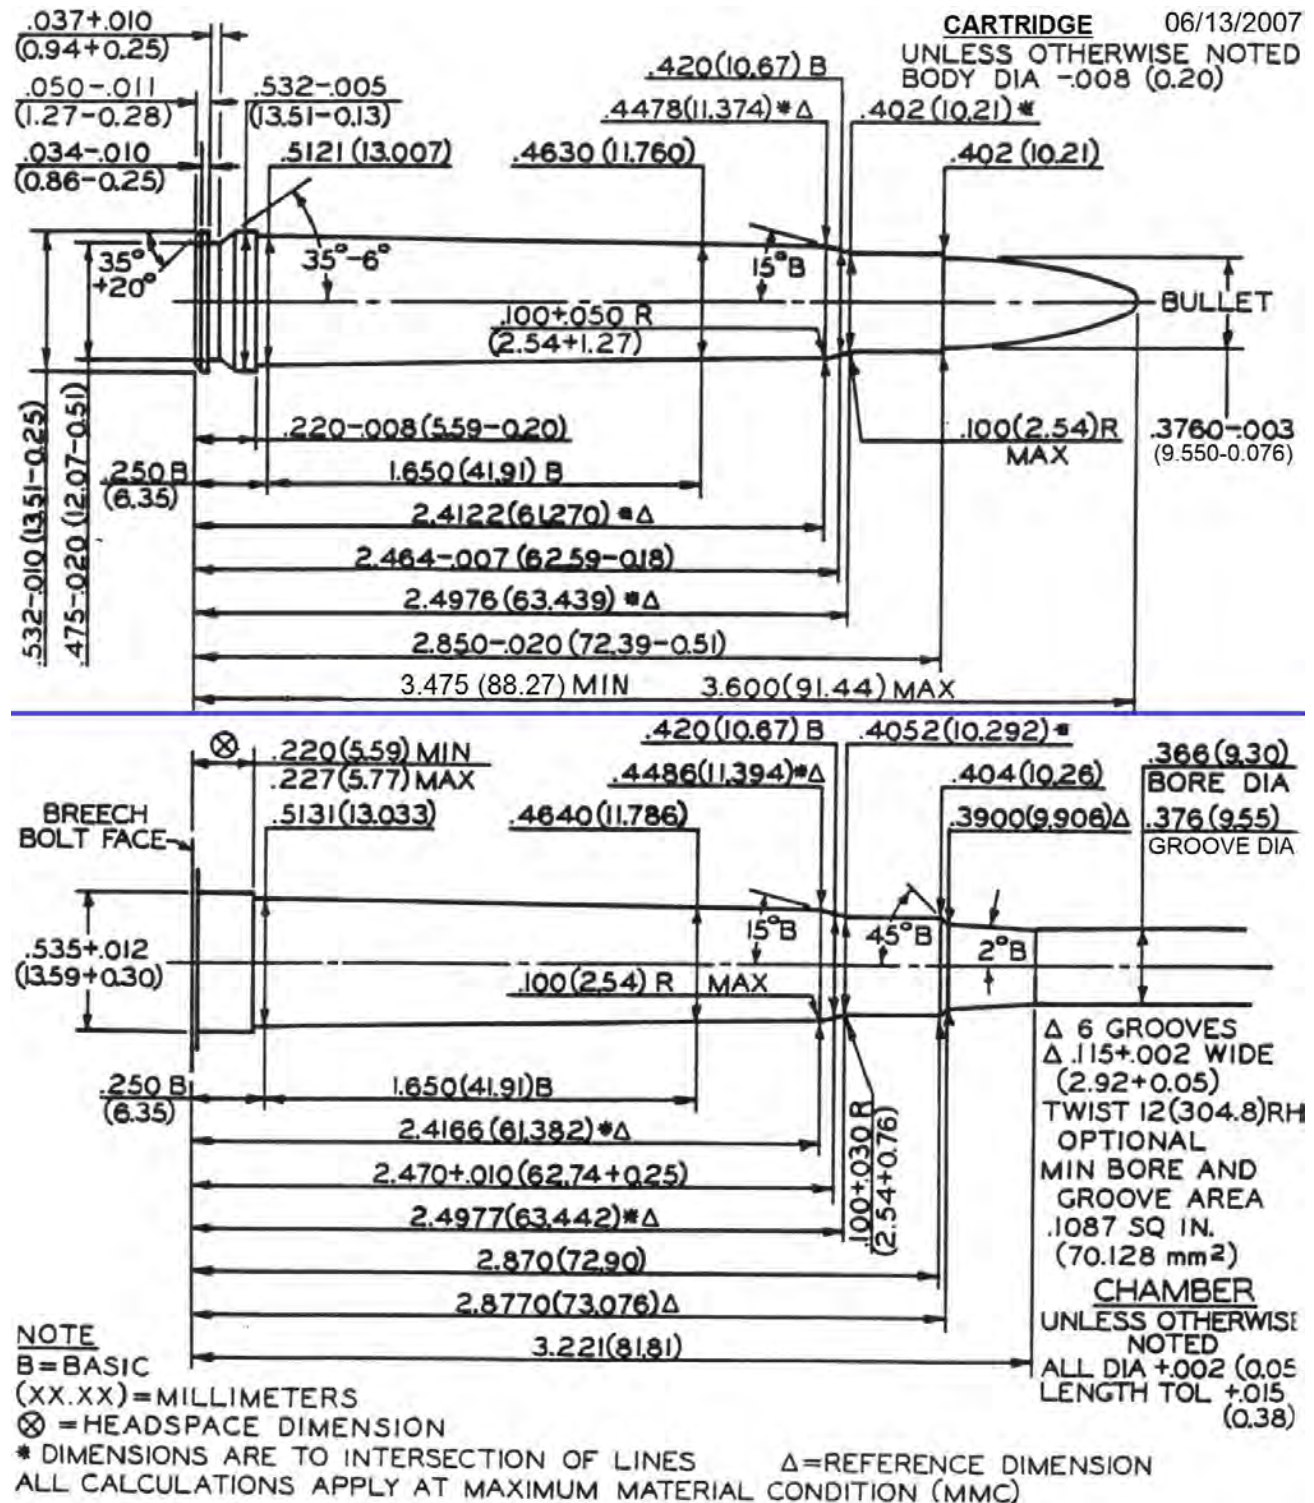 .037+.010
(0.94+0.25)
.050-.011
(1.27-0.28)
.034-.010
(0.86-0.25)
.532-.005
(13.51-0.13)
.5121 (13.007)
.4630 (11.760)
.420(10.67) B
.4478(11.374)*Δ
.402(10.21)*
.402 (10.21)
CARTRIDGE 06/13/2007
UNLESS OTHERWISE NOTED
BODY DIA -.008 (0.20)
35°
+20°
35°-6°
15°B
.100+.050 R
(2.54+1.27)
BULLET
.532-.010 (13.51-0.25)
.475-.020 (12.07-0.51)
.220-.008(5.59-0.20)
.250 B
(6.35)
1.650(41.91) B
.100(2.54)R
MAX
.3760-.003
(9.550-0.076)
2.4122(61.270)*Δ
2.464-.007 (62.59-0.18)
2.4976(63.439)*Δ
2.850-.020 (72.39-0.51)
3.475 (88.27) MIN 3.600(91.44) MAX
⊗
.220(5.59) MIN
.227(5.77) MAX
.420(10.67) B
.4052(10.292)*
.366(9.30)
BORE DIA
.4486(11.394)*Δ
.404(10.26)
.3900(9.906)Δ
.376(9.55)
GROOVE DIA
BREECH
BOLT FACE
.5131(13.033)
.4640(11.786)
.535+.012
(13.59+0.30)
15°B
45°B
2°B
.100(2.54) R MAX
.250 B
(6.35)
1.650(41.91)B
.100+.030 R
(2.54+0.76)
2.4166(61.382)*Δ
2.470+.010(62.74+0.25)
2.4977(63.442)*Δ
2.870(72.90)
2.8770(73.076)Δ
3.221(81.81)
Δ 6 GROOVES
Δ .115+.002 WIDE
(2.92+0.05)
TWIST 12(304.8)RH
OPTIONAL
MIN BORE AND
GROOVE AREA
.1087 SQ IN.
(70.128 mm²)
CHAMBER
UNLESS OTHERWISE
NOTED
ALL DIA +.002 (0.05
LENGTH TOL +.015
(0.38)
NOTE
B=BASIC
(XX.XX)=MILLIMETERS
⊗ =HEADSPACE DIMENSION
* DIMENSIONS ARE TO INTERSECTION OF LINES Δ=REFERENCE DIMENSION
ALL CALCULATIONS APPLY AT MAXIMUM MATERIAL CONDITION (MMC)